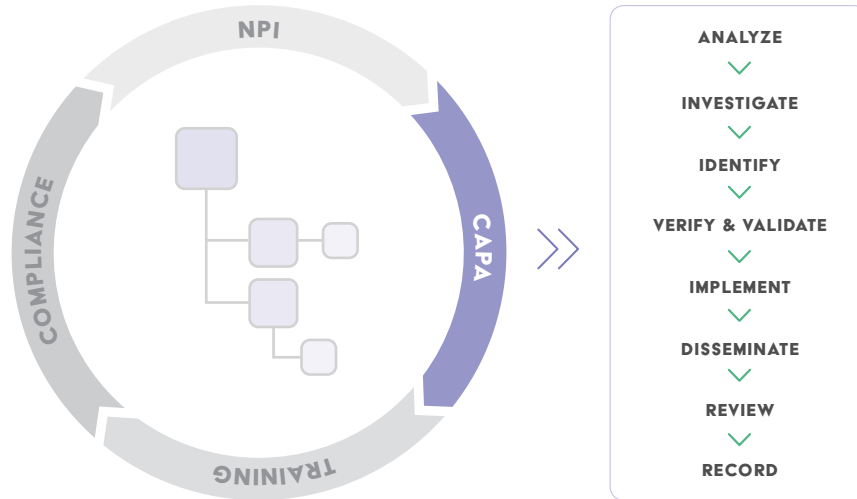 NPI
CAPA
TRAINING
COMPLIANCE
ANALYZE
INVESTIGATE
IDENTIFY
VERIFY & VALIDATE
IMPLEMENT
DISSEMINATE
REVIEW
RECORD